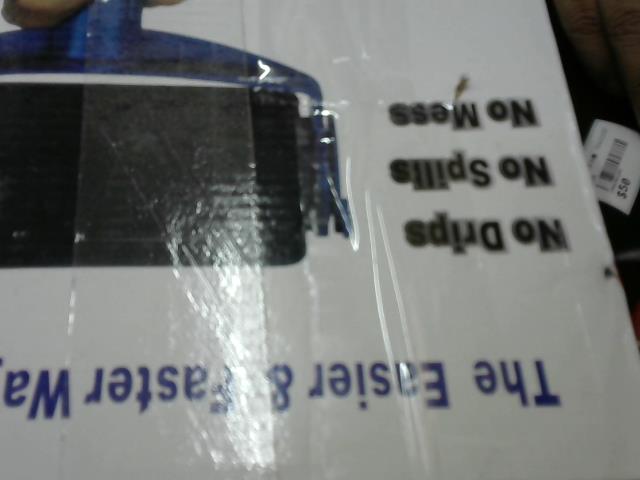 The Easier & Faster Wa
No Drips
No Spills
No Mess
$50